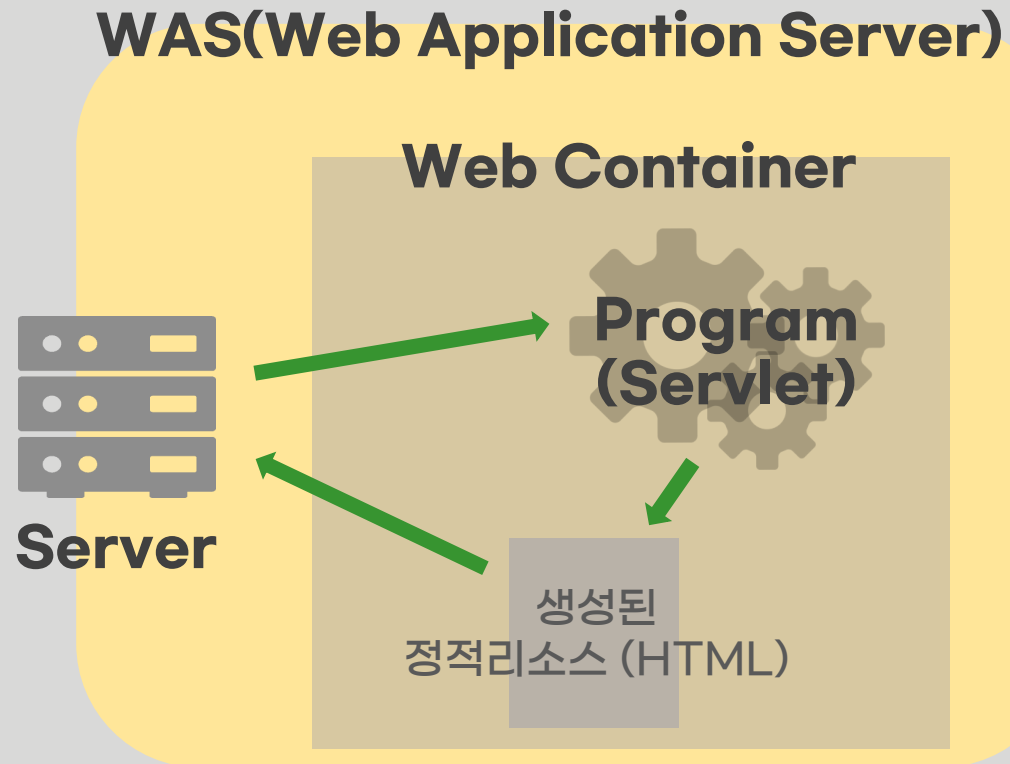 WAS(Web Application Server)
Web Container
Program
(Servlet)
Server
생성된
정적리소스 (HTML)